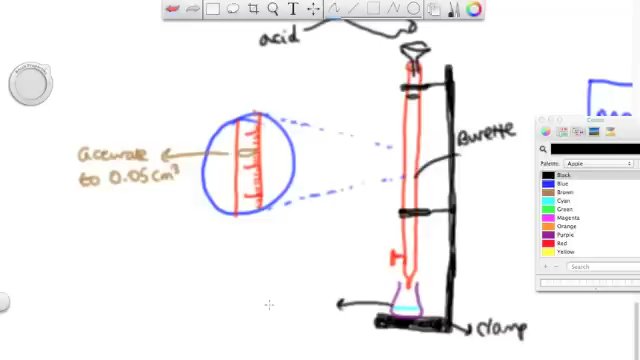 acid
Burette
accurate
to 0.05cm³
clamp
Colors
Palette: Apple
Black
Blue
Brown
Cyan
Green
Magenta
Orange
Purple
Red
Yellow
Search